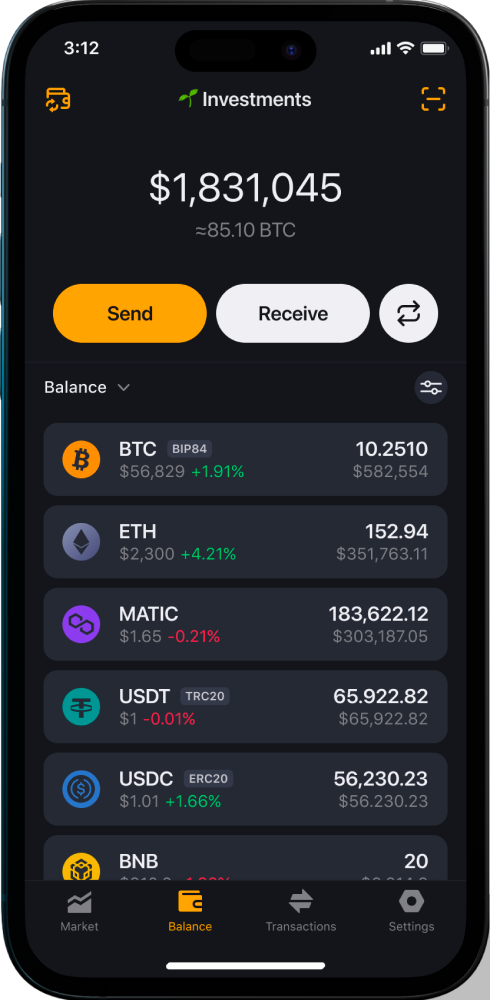 3:12
Investments
$1,831,045
≈85.10 BTC
Send Receive
Balance
BTC BIP84 10.2510
$56,829 +1.91% $582,554
ETH 152.94
$2,300 +4.21% $351,763.11
MATIC 183,622.12
$1.65 -0.21% $303,187.05
USDT TRC20 65.922.82
$1 -0.01% $65,922.82
USDC ERC20 56,230.23
$1.01 +1.66% $56.230.23
BNB 20
Market Balance Transactions Settings